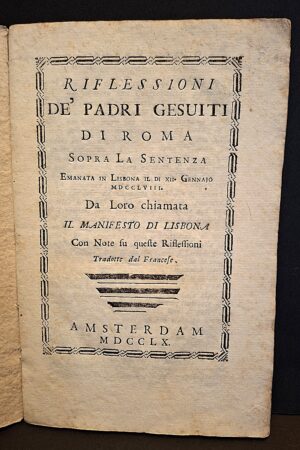 RIFLESSIONI
DE' PADRI GESUITI
DI ROMA
SOPRA LA SENTENZA
EMANATA IN LISBONA IL DI XII. GENNAJO
MDCCLVIII.
Da Loro chiamata
IL MANIFESTO DI LISBONA
Con Note su queste Riflessioni
Tradotte dal Francese.
AMSTERDAM
MDCCLX.